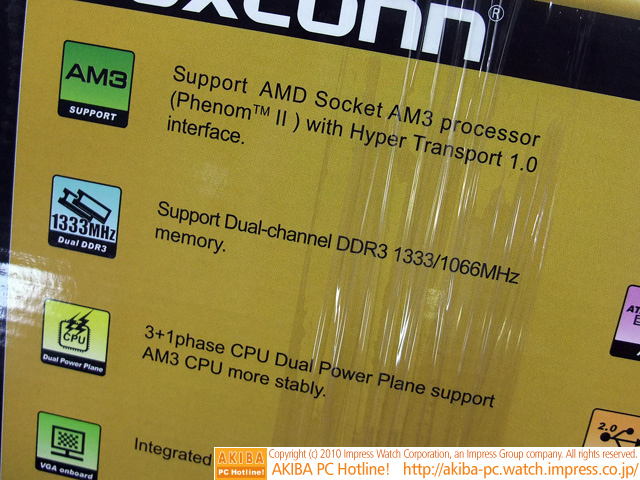 AM3
SUPPORT
Support AMD Socket AM3 processor
(Phenom™ II ) with Hyper Transport 1.0
interface.
1333MHz
Dual DDR3
Support Dual-channel DDR3 1333/1066MHz
memory.
CPU
Dual Power Plane
3+1phase CPU Dual Power Plane support
AM3 CPU more stably.
VGA onboard
Integrated
2.0
AKIBA
PC Hotline!
Copyright (c) 2010 Impress Watch Corporation, an Impress Group company. All rights reserved.
AKIBA PC Hotline! http://akiba-pc.watch.impress.co.jp/